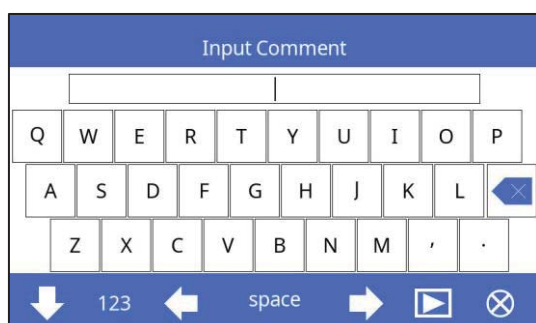 Input Comment
Q W E R T Y U I O P
A S D F G H J K L
Z X C V B N M , .
123 space